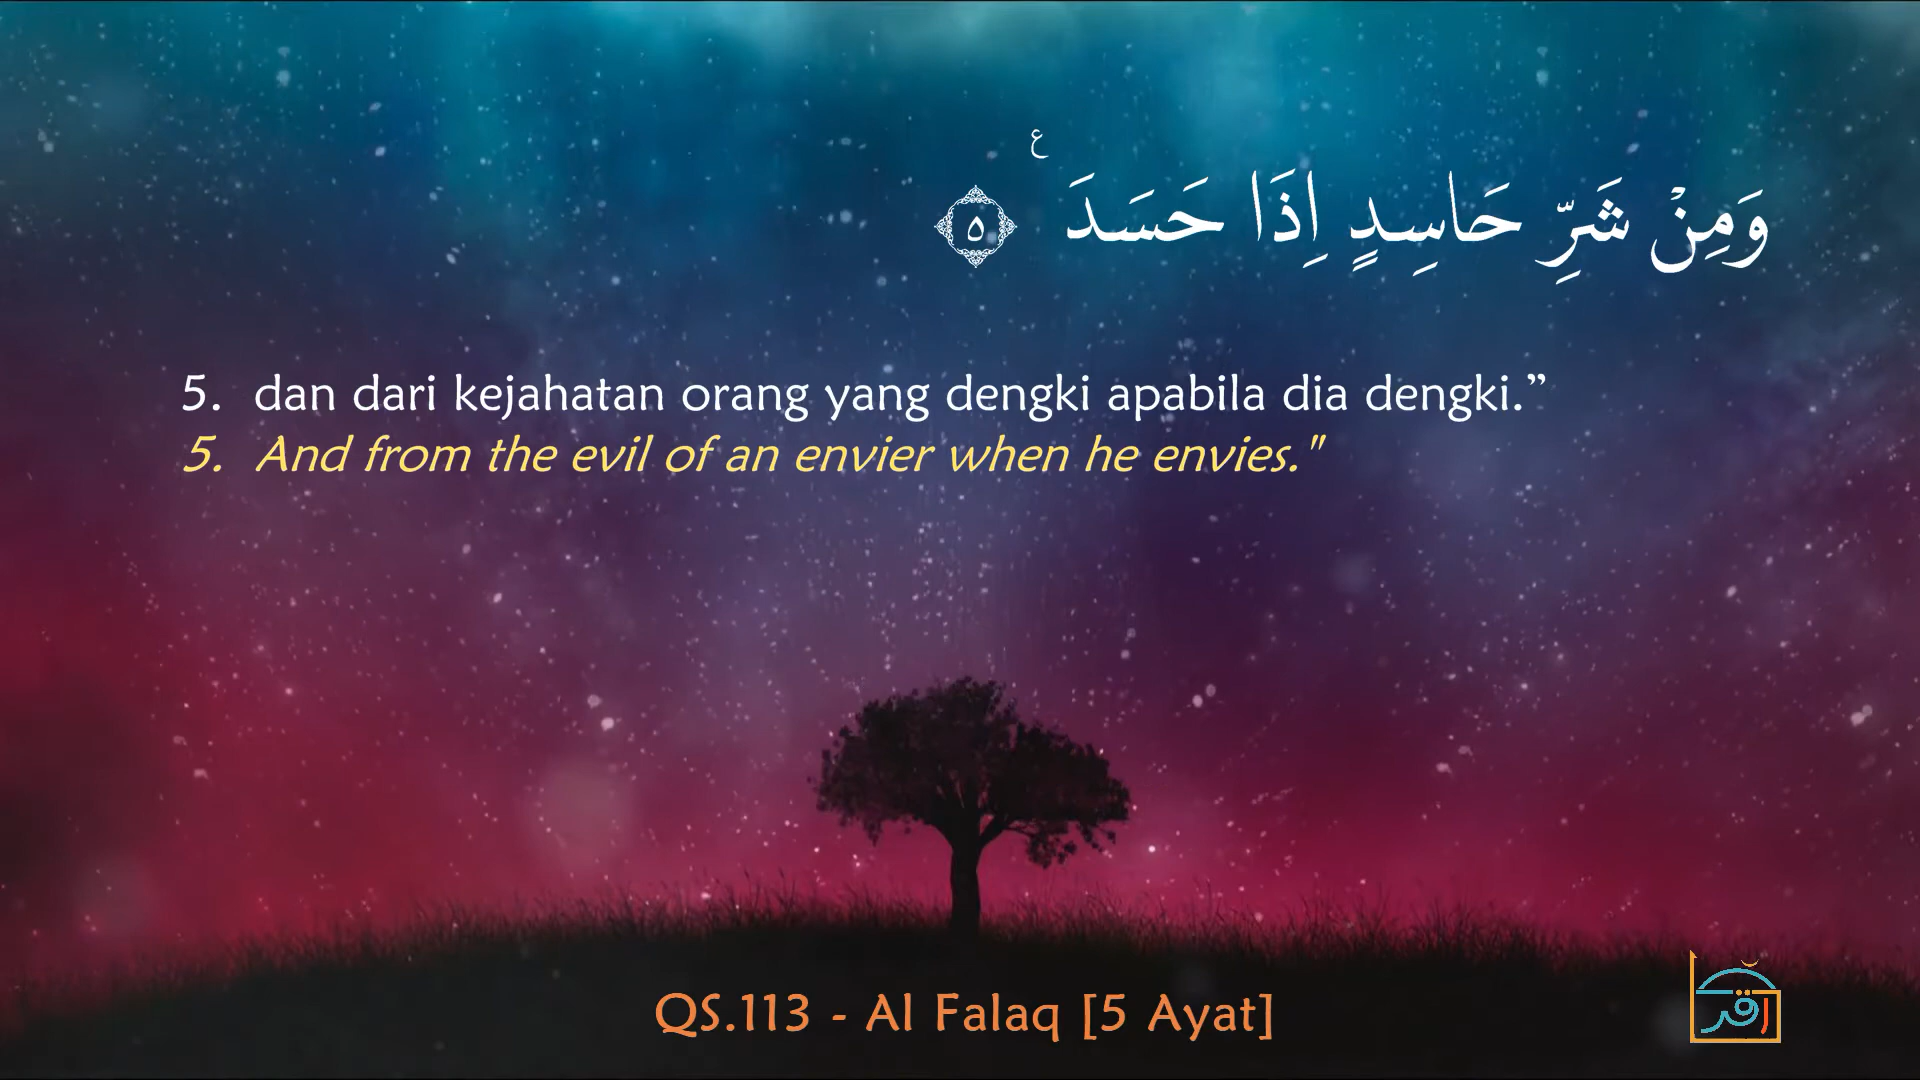 وَمِنْ شَرِّ حَاسِدٍ اِذَا حَسَدَ ࣖ ٥
5. dan dari kejahatan orang yang dengki apabila dia dengki.”
5. And from the evil of an envier when he envies."
QS.113 - Al Falaq [5 Ayat]
اقرا